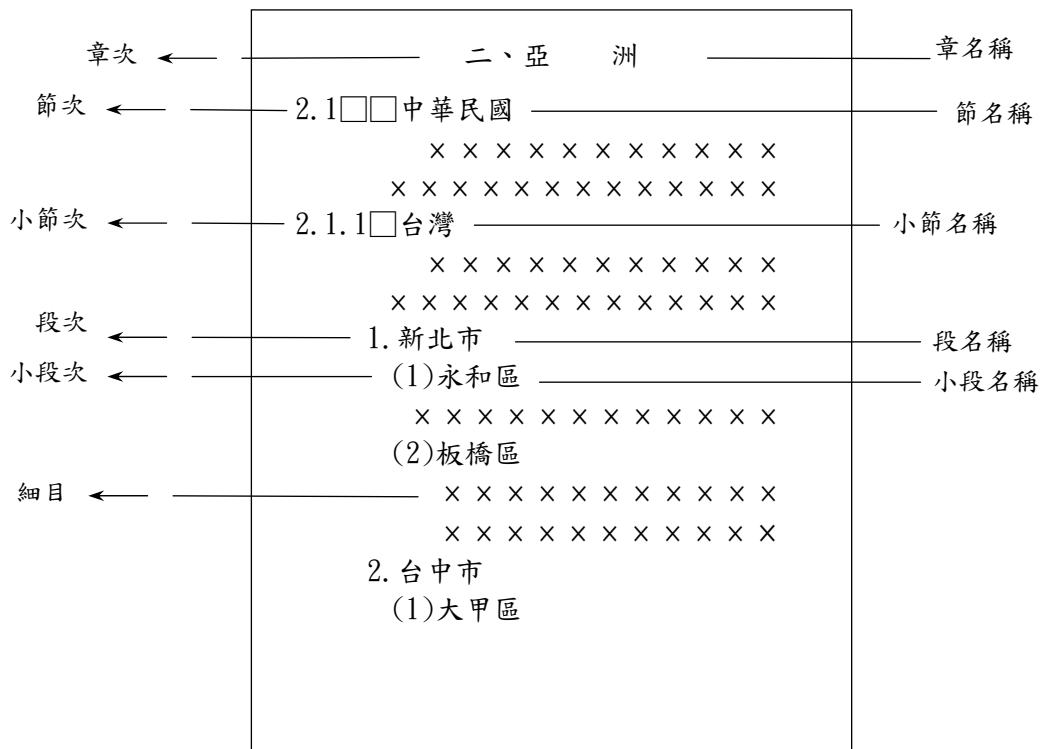 章次 二、亞 洲 章名稱
節次 2.1□□中華民國 節名稱
× × × × × × × × × × ×
× × × × × × × × × × × × ×
小節次 2.1.1□台灣 小節名稱
× × × × × × × × × × ×
× × × × × × × × × × × × ×
段次 1.新北市 段名稱
小段次 (1)永和區 小段名稱
× × × × × × × × × × × ×
(2)板橋區
細目 × × × × × × × × × × ×
× × × × × × × × × × ×
2.台中市
(1)大甲區